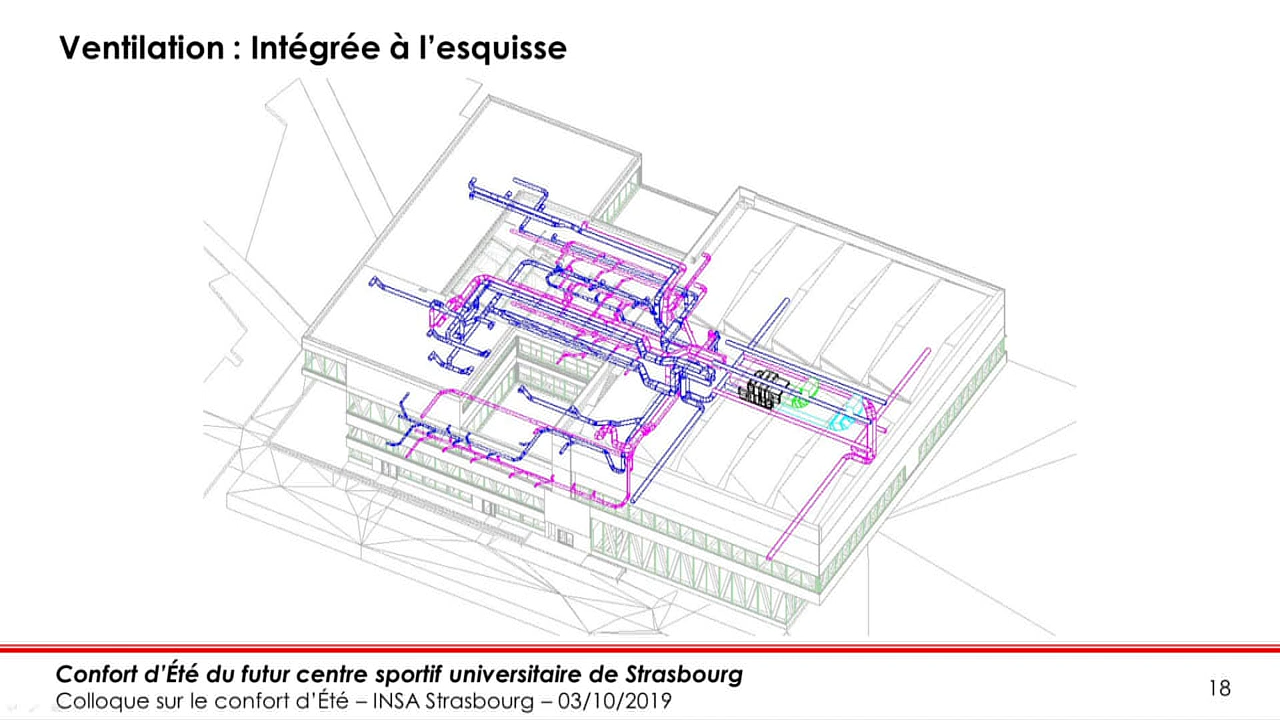 Ventilation : Intégrée à l’esquisse
Confort d’Été du futur centre sportif universitaire de Strasbourg
Colloque sur le confort d’Été – INSA Strasbourg – 03/10/2019
18